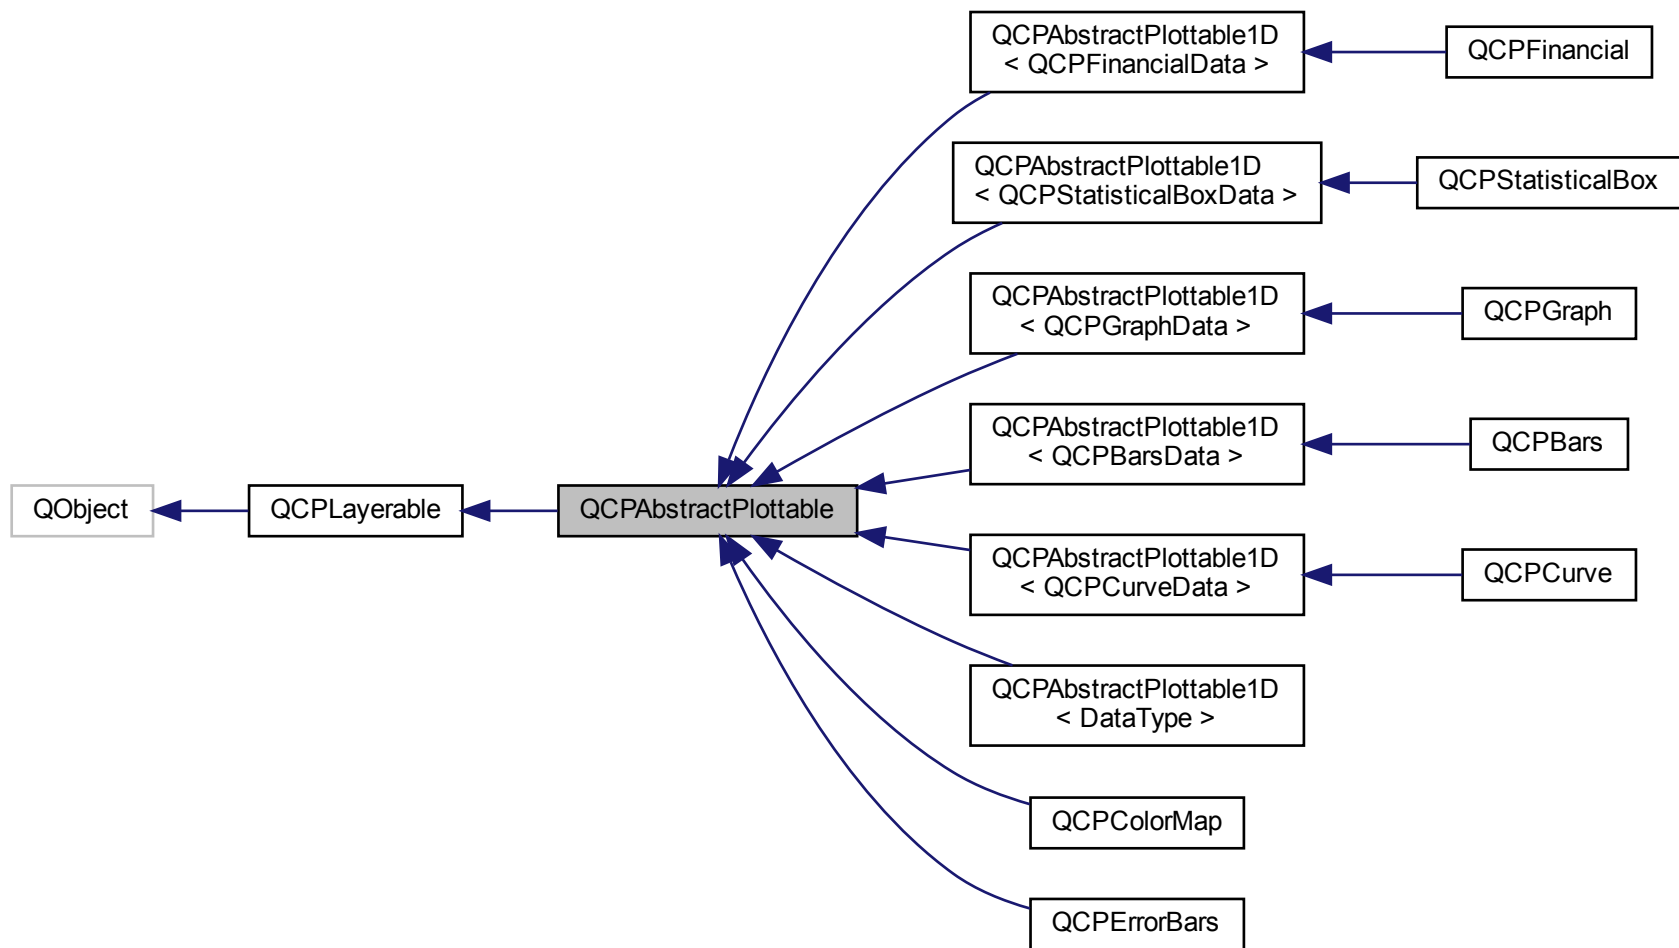 QCPAbstractPlottable1D
< QCPFinancialData >
QCPFinancial
QCPAbstractPlottable1D
< QCPStatisticalBoxData >
QCPStatisticalBox
QCPAbstractPlottable1D
< QCPGraphData >
QCPGraph
QCPAbstractPlottable1D
< QCPBarsData >
QCPBars
QObject
QCPLayerable
QCPAbstractPlottable
QCPAbstractPlottable1D
< QCPCurveData >
QCPCurve
QCPAbstractPlottable1D
< DataType >
QCPColorMap
QCPErrorBars